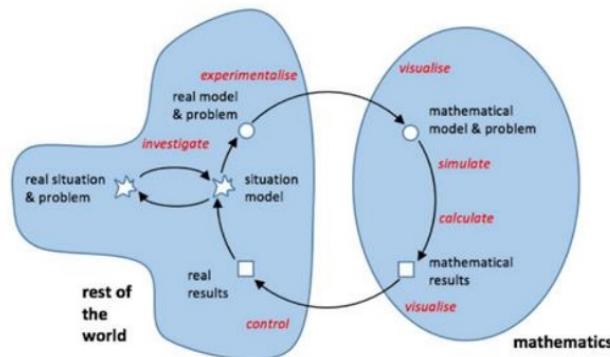 experimentalise
visualise
real model
& problem
mathematical
model & problem
investigate
simulate
real situation
& problem
situation
model
calculate
real
results
mathematical
results
rest of
the
world
control
visualise
mathematics